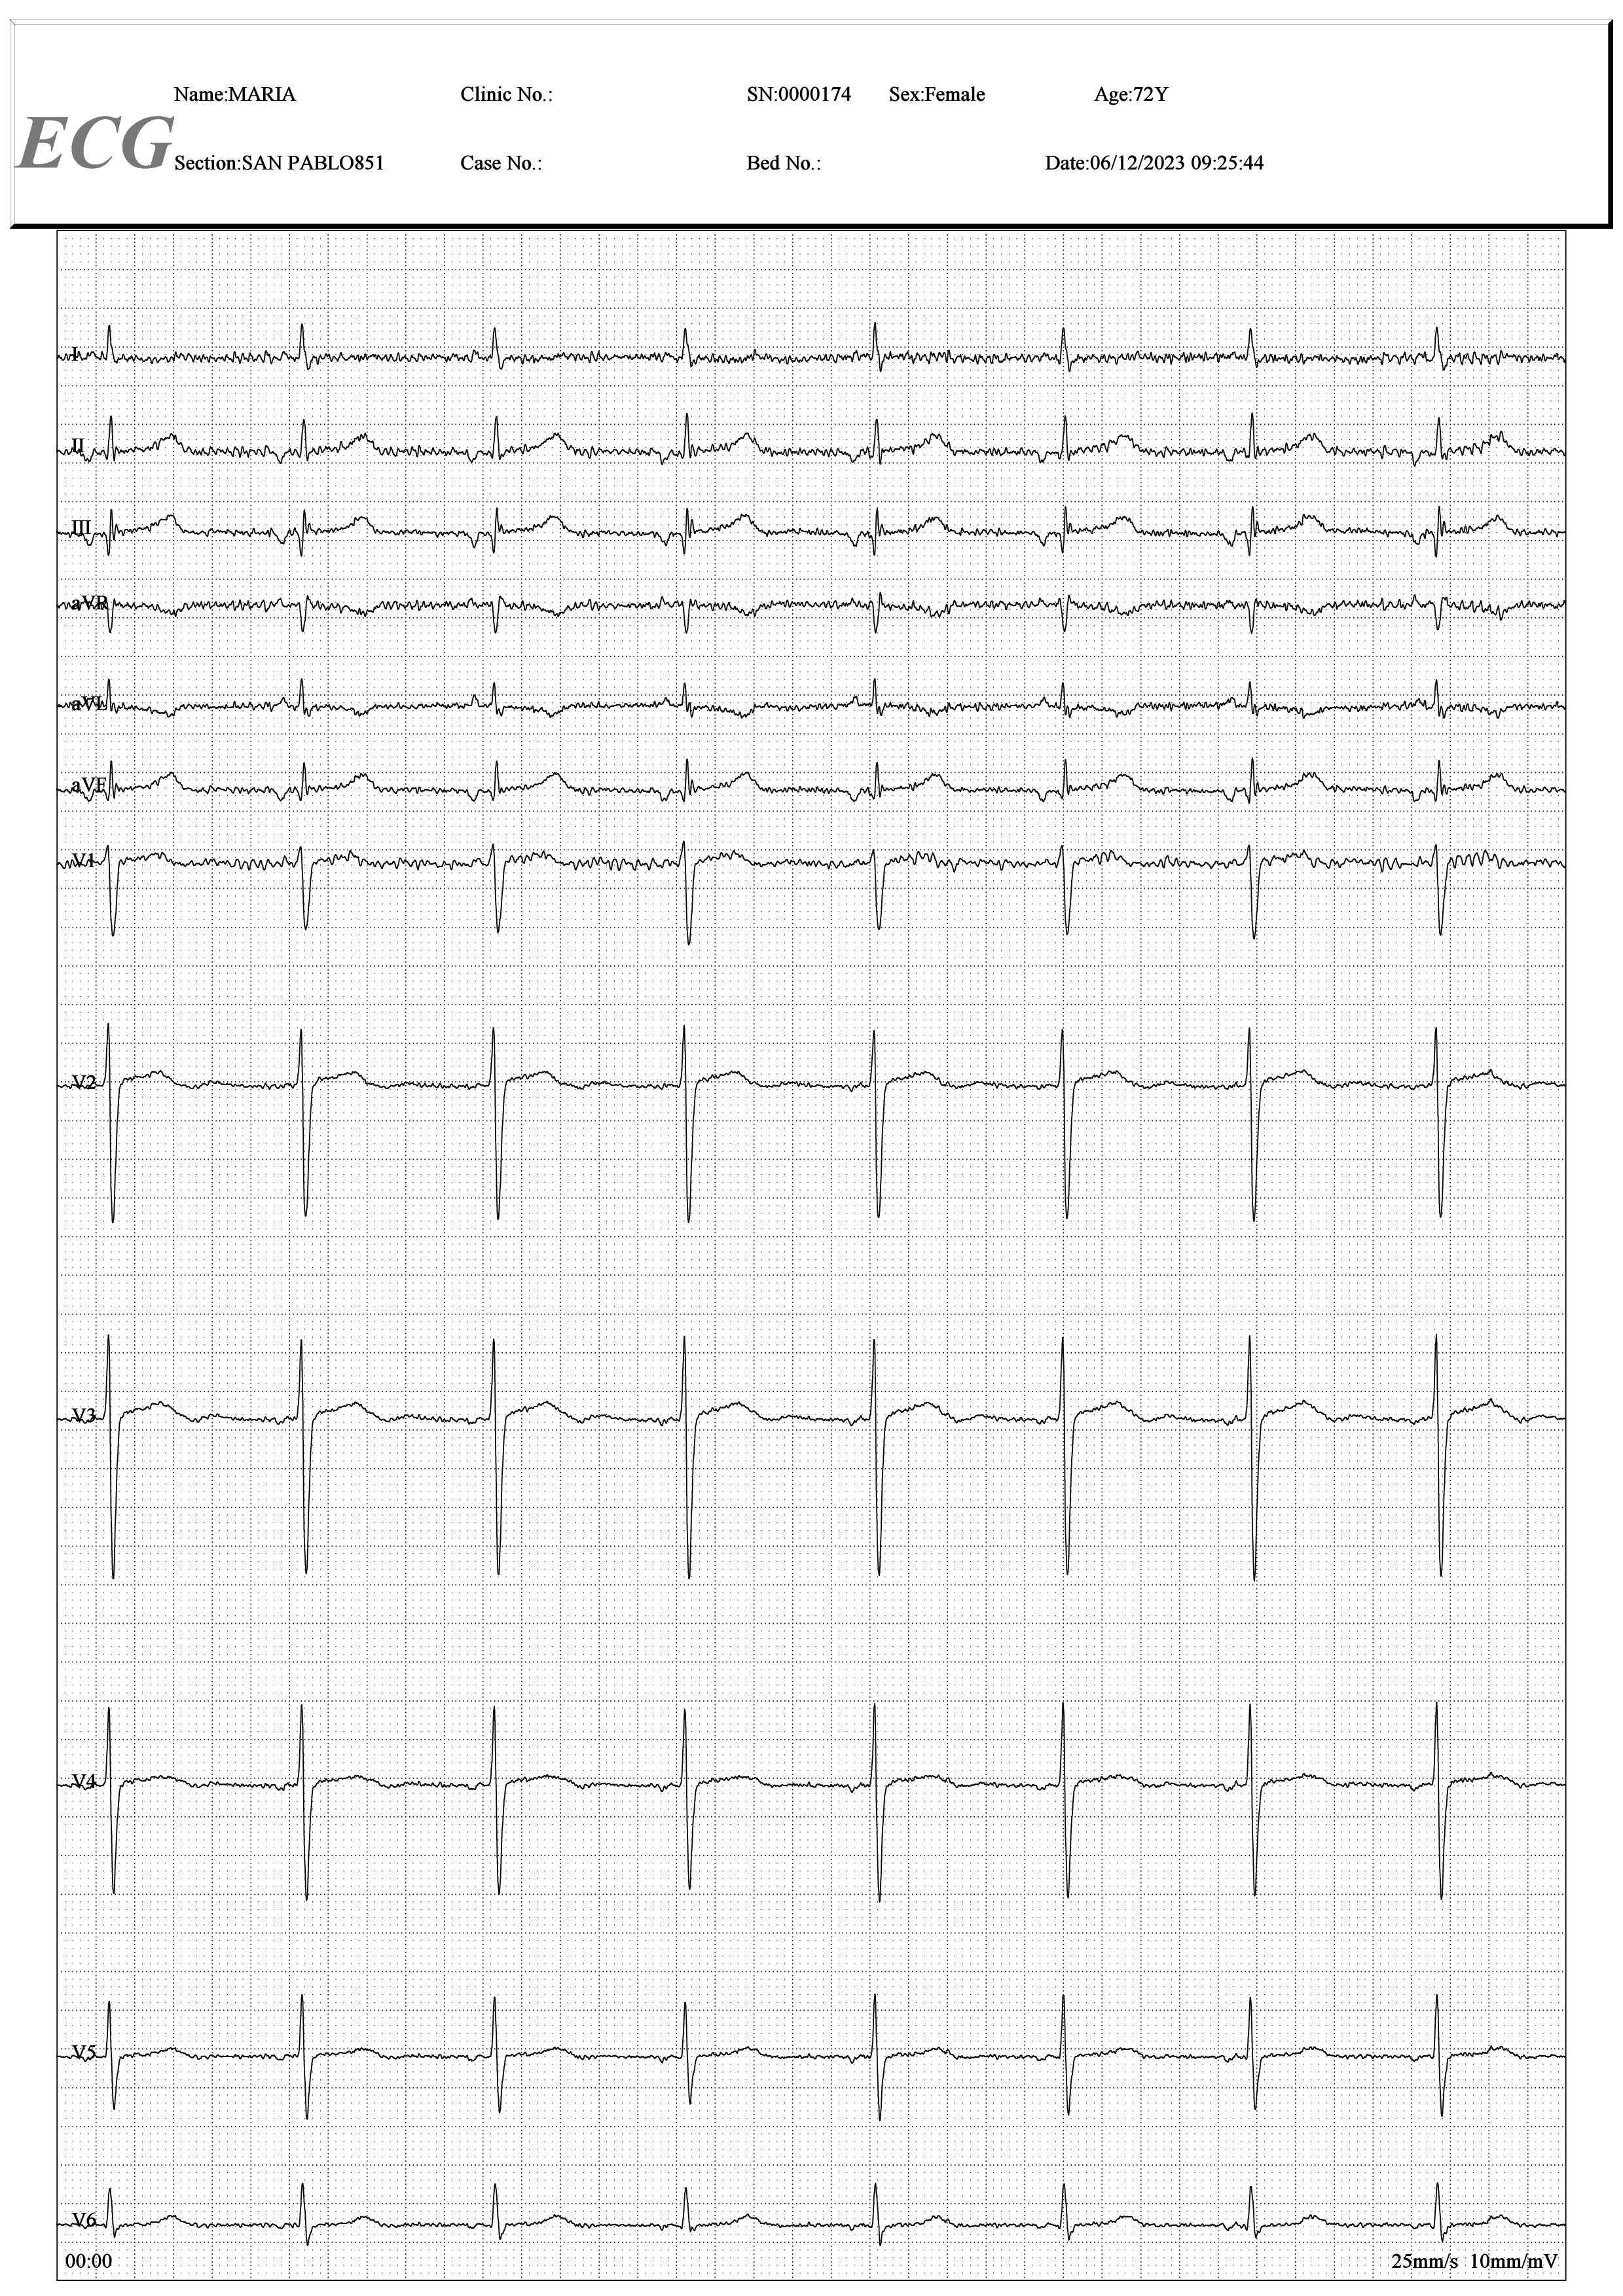 Name:MARIA Clinic No.: SN:0000174 Sex:Female Age:72Y
ECG
Section:SAN PABLO851 Case No.: Bed No.: Date:06/12/2023 09:25:44
I
II
III
aVR
aVL
aVF
V1
V2
V3
V4
V5
V6
00:00 25mm/s 10mm/mV